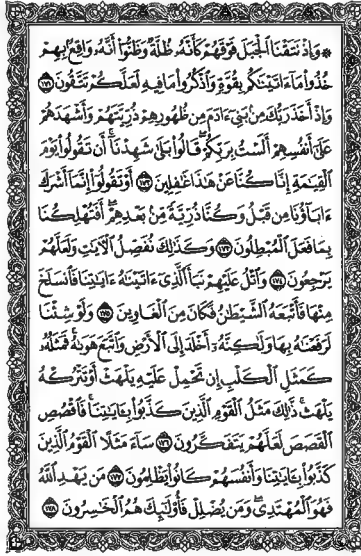 ۞ وَإِذْ نَتَقْنَا ٱلْجَبَلَ فَوْقَهُمْ كَأَنَّهُۥ ظُلَّةٌ وَظَنُّوٓا۟ أَنَّهُۥ وَاقِعٌۢ بِهِمْ
خُذُوا۟ مَآ ءَاتَيْنَٰكُم بِقُوَّةٍ وَٱذْكُرُوا۟ مَا فِيهِ لَعَلَّكُمْ تَتَّقُونَ ۝١٧١
وَإِذْ أَخَذَ رَبُّكَ مِنۢ بَنِىٓ ءَادَمَ مِن ظُهُورِهِمْ ذُرِّيَّتَهُمْ وَأَشْهَدَهُمْ
عَلَىٰٓ أَنفُسِهِمْ أَلَسْتُ بِرَبِّكُمْ ۖ قَالُوا۟ بَلَىٰ ۛ شَهِدْنَآ ۛ أَن تَقُولُوا۟ يَوْمَ
ٱلْقِيَٰمَةِ إِنَّا كُنَّا عَنْ هَٰذَا غَٰفِلِينَ ۝١٧٢ أَوْ تَقُولُوٓا۟ إِنَّمَآ أَشْرَكَ
ءَابَآؤُنَا مِن قَبْلُ وَكُنَّا ذُرِّيَّةً مِّنۢ بَعْدِهِمْ ۖ أَفَتُهْلِكُنَا
بِمَا فَعَلَ ٱلْمُبْطِلُونَ ۝١٧٣ وَكَذَٰلِكَ نُفَصِّلُ ٱلْـَٔايَٰتِ وَلَعَلَّهُمْ
يَرْجِعُونَ ۝١٧٤ وَٱتْلُ عَلَيْهِمْ نَبَأَ ٱلَّذِىٓ ءَاتَيْنَٰهُ ءَايَٰتِنَا فَٱنسَلَخَ
مِنْهَا فَأَتْبَعَهُ ٱلشَّيْطَٰنُ فَكَانَ مِنَ ٱلْغَاوِينَ ۝١٧٥ وَلَوْ شِئْنَا
لَرَفَعْنَٰهُ بِهَا وَلَٰكِنَّهُۥٓ أَخْلَدَ إِلَى ٱلْأَرْضِ وَٱتَّبَعَ هَوَىٰهُ ۚ فَمَثَلُهُۥ
كَمَثَلِ ٱلْكَلْبِ إِن تَحْمِلْ عَلَيْهِ يَلْهَثْ أَوْ تَتْرُكْهُ
يَلْهَث ۚ ذَّٰلِكَ مَثَلُ ٱلْقَوْمِ ٱلَّذِينَ كَذَّبُوا۟ بِـَٔايَٰتِنَا ۚ فَٱقْصُصِ
ٱلْقَصَصَ لَعَلَّهُمْ يَتَفَكَّرُونَ ۝١٧٦ سَآءَ مَثَلًا ٱلْقَوْمُ ٱلَّذِينَ
كَذَّبُوا۟ بِـَٔايَٰتِنَا وَأَنفُسَهُمْ كَانُوا۟ يَظْلِمُونَ ۝١٧٧ مَن يَهْدِ ٱللَّهُ
فَهُوَ ٱلْمُهْتَدِى ۖ وَمَن يُضْلِلْ فَأُو۟لَٰٓئِكَ هُمُ ٱلْخَٰسِرُونَ ۝١٧٨